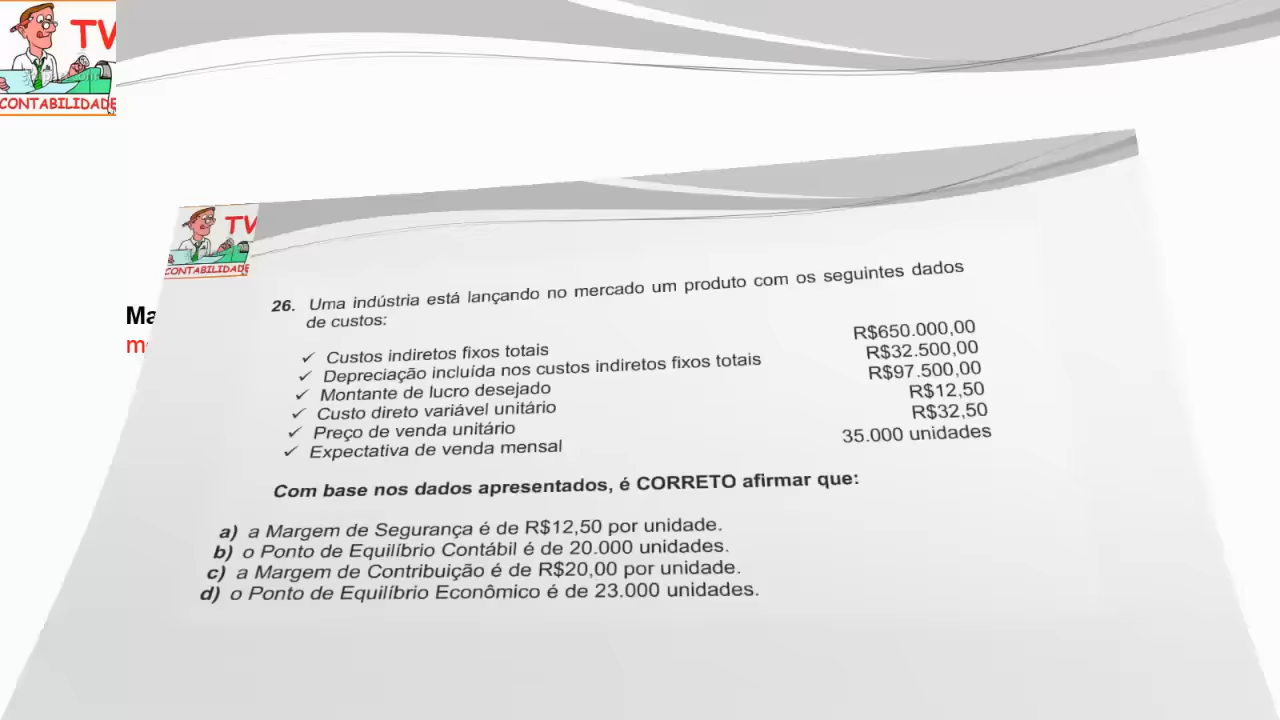 TV
CONTABILIDADE
Ma
TV
CONTABILIDADE
26. Uma indústria está lançando no mercado um produto com os seguintes dados
de custos:
✓ Custos indiretos fixos totais R$650.000,00
✓ Depreciação incluída nos custos indiretos fixos totais R$32.500,00
✓ Montante de lucro desejado R$97.500,00
✓ Custo direto variável unitário R$12,50
✓ Preço de venda unitário R$32,50
✓ Expectativa de venda mensal 35.000 unidades
Com base nos dados apresentados, é CORRETO afirmar que:
a) a Margem de Segurança é de R$12,50 por unidade.
b) o Ponto de Equilíbrio Contábil é de 20.000 unidades.
c) a Margem de Contribuição é de R$20,00 por unidade.
d) o Ponto de Equilíbrio Econômico é de 23.000 unidades.